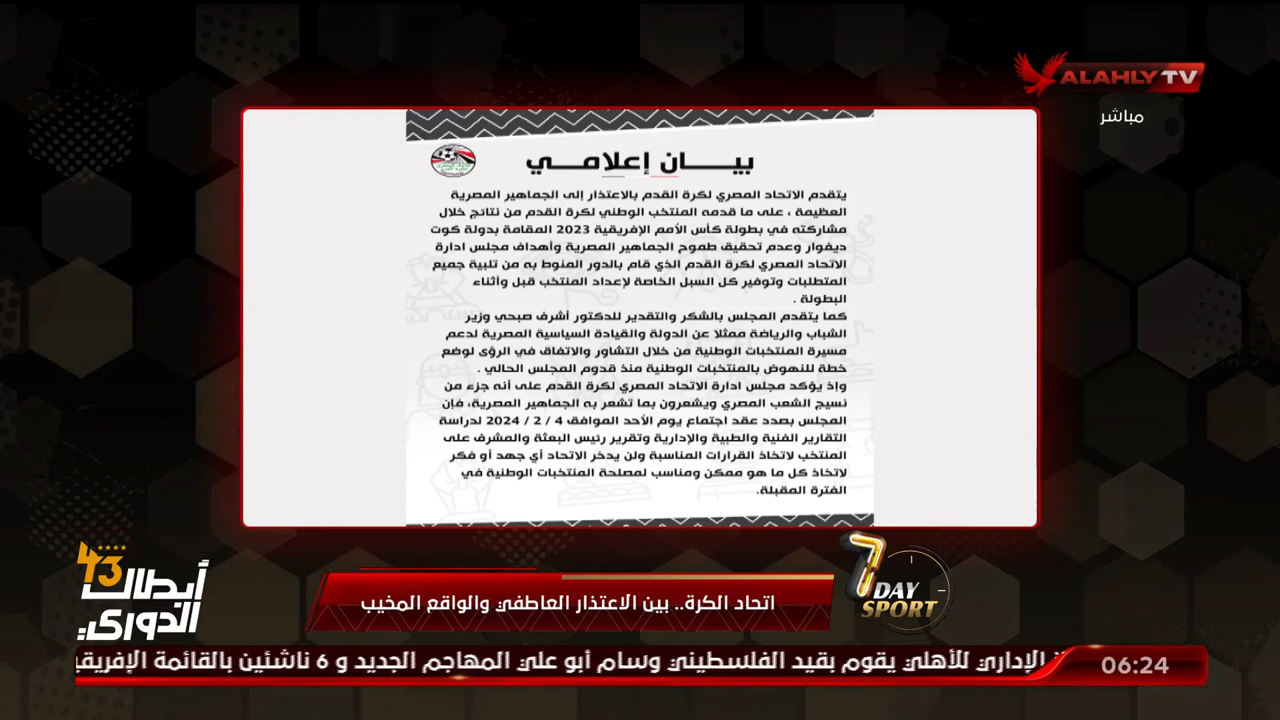 ALAHLY TV
مباشر
بيـــــان إعلامـــي
يتقدم الاتحاد المصري لكرة القدم بالاعتذار إلى الجماهير المصرية
العظيمة ، على ما قدمه المنتخب الوطني لكرة القدم من نتائج خلال
مشاركته في بطولة كأس الأمم الإفريقية 2023 المقامة بدولة كوت
ديفوار وعدم تحقيق طموح الجماهير المصرية وأهداف مجلس ادارة
الاتحاد المصري لكرة القدم الذي قام بالدور المنوط به من تلبية جميع
المتطلبات وتوفير كل السبل الخاصة لإعداد المنتخب قبل وأثناء
البطولة .
كما يتقدم المجلس بالشكر والتقدير للدكتور أشرف صبحي وزير
الشباب والرياضة ممثلا عن الدولة والقيادة السياسية المصرية لدعم
مسيرة المنتخبات الوطنية من خلال التشاور والاتفاق في الرؤى لوضع
خطة للنهوض بالمنتخبات الوطنية منذ قدوم المجلس الحالي .
وإذ يؤكد مجلس ادارة الاتحاد المصري لكرة القدم على أنه جزء من
نسيج الشعب المصري ويشعرون بما تشعر به الجماهير المصرية، فإن
المجلس بصدد عقد اجتماع يوم الأحد الموافق 4 / 2 / 2024 لدراسة
التقارير الفنية والطبية والإدارية وتقرير رئيس البعثة والمشرف على
المنتخب لاتخاذ القرارات المناسبة ولن يدخر الاتحاد أي جهد أو فكر
لاتخاذ كل ما هو ممكن ومناسب لمصلحة المنتخبات الوطنية في
الفترة المقبلة.
43
أبطال
الدوري
اتحاد الكرة.. بين الاعتذار العاطفي والواقع المخيب
7
DAY
SPORT
الإداري للأهلي يقوم بقيد الفلسطيني وسام أبو علي المهاجم الجديد و 6 ناشئين بالقائمة
06:24